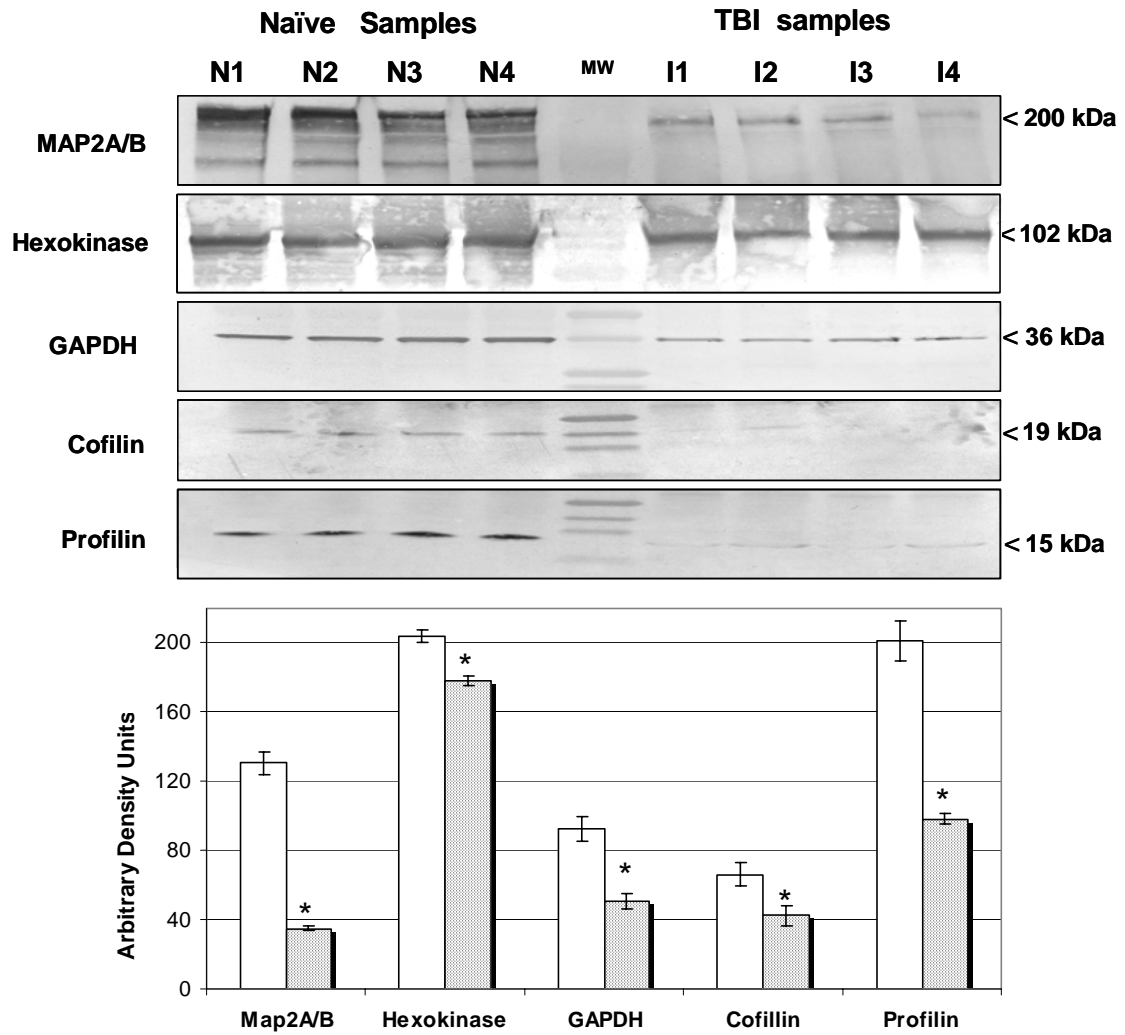 Naïve Samples
TBI samples
N1 N2 N3 N4 MW I1 I2 I3 I4
MAP2A/B
< 200 kDa
Hexokinase
< 102 kDa
GAPDH
< 36 kDa
Cofilin
< 19 kDa
Profilin
< 15 kDa
Arbitrary Density Units
200
160
120
80
40
0
*
*
*
*
*
Map2A/B Hexokinase GAPDH Cofillin Profilin